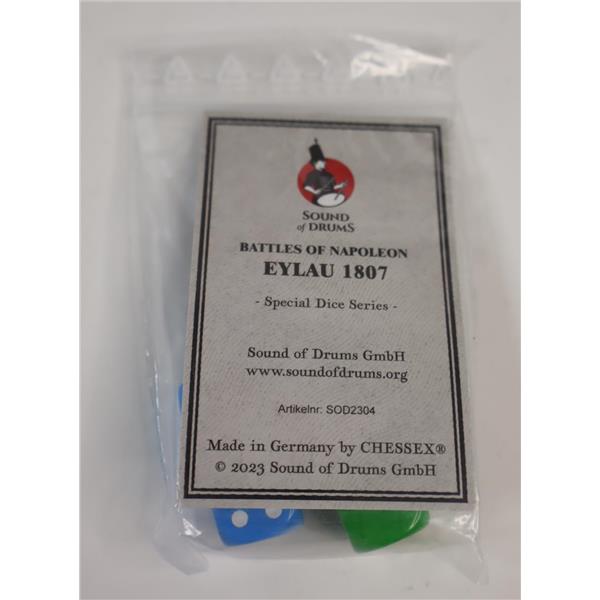 SOUND
of DRUMS
BATTLES OF NAPOLEON
EYLAU 1807
- Special Dice Series -
Sound of Drums GmbH
www.soundofdrums.org
Artikelnr: SOD2304
Made in Germany by CHESSEX®
© 2023 Sound of Drums GmbH